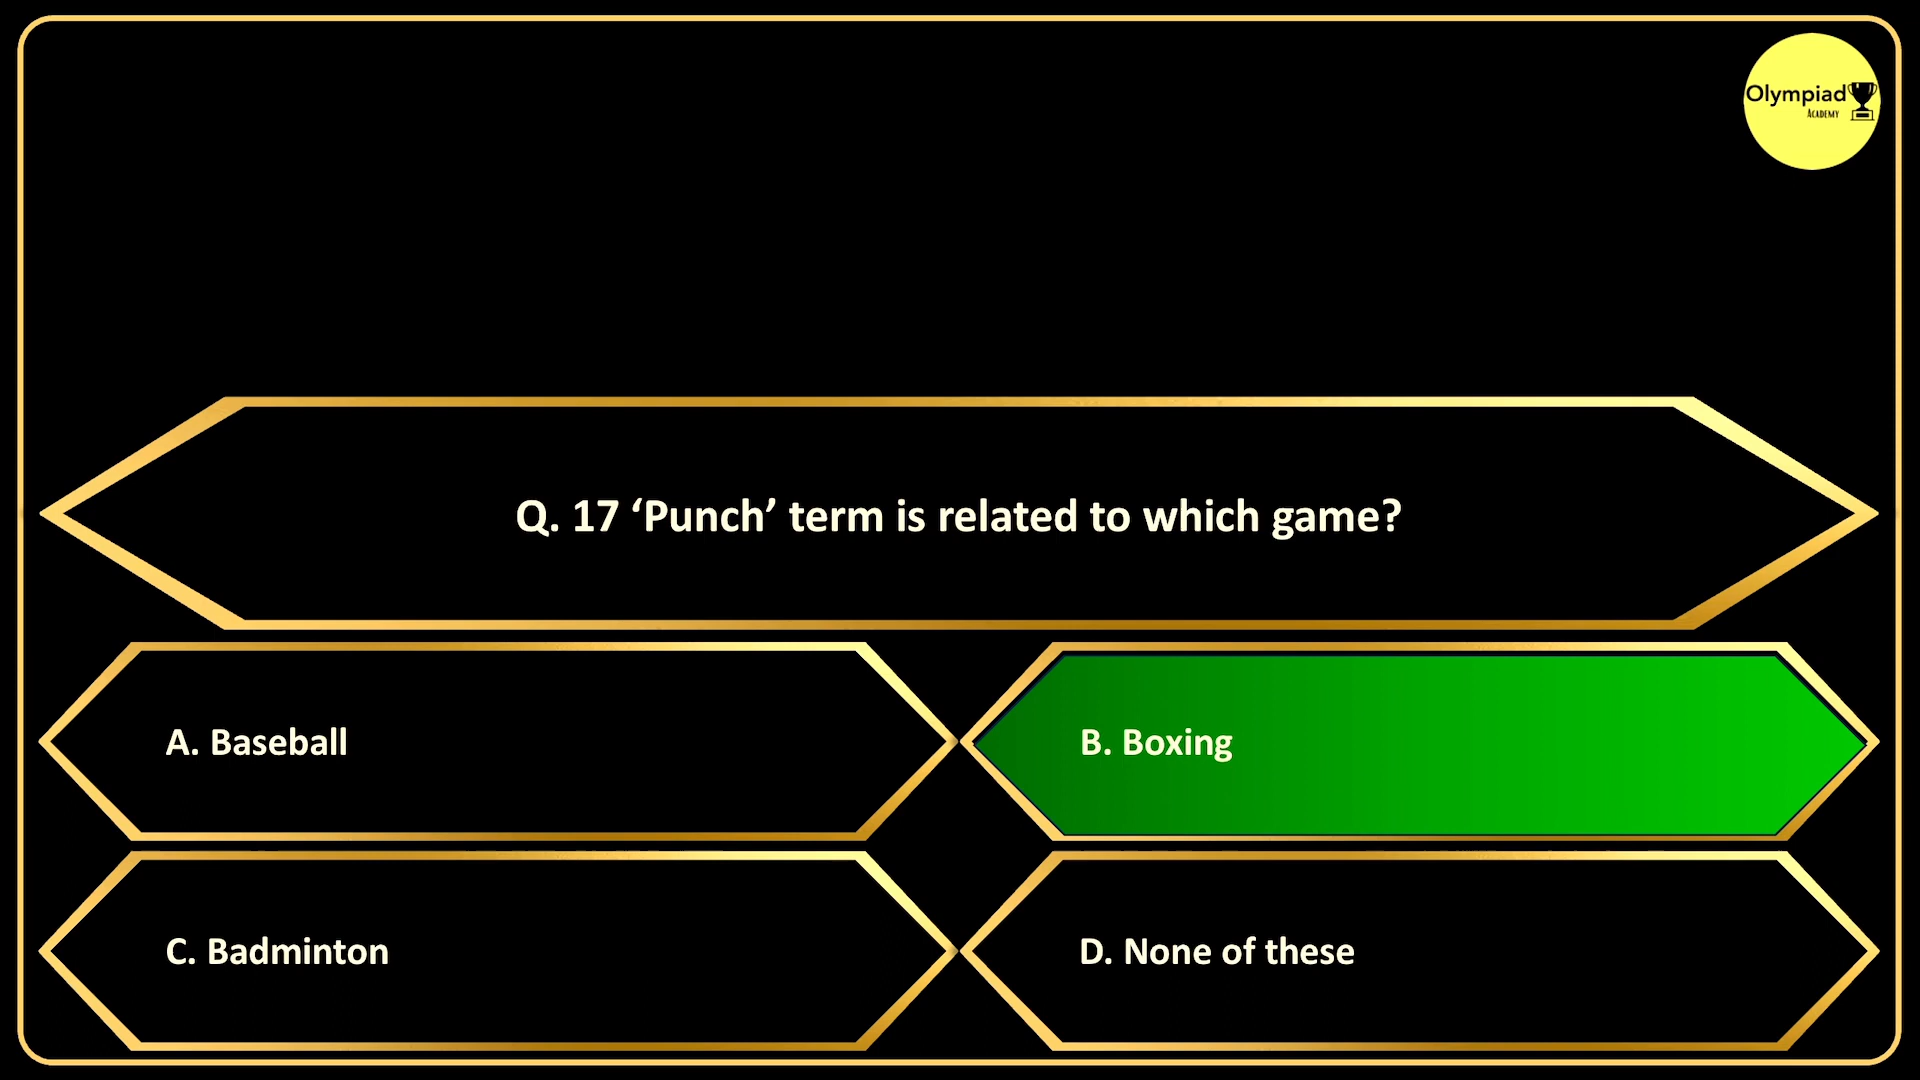 Olympiad
Academy
Q. 17 ‘Punch’ term is related to which game?
A. Baseball
B. Boxing
C. Badminton
D. None of these